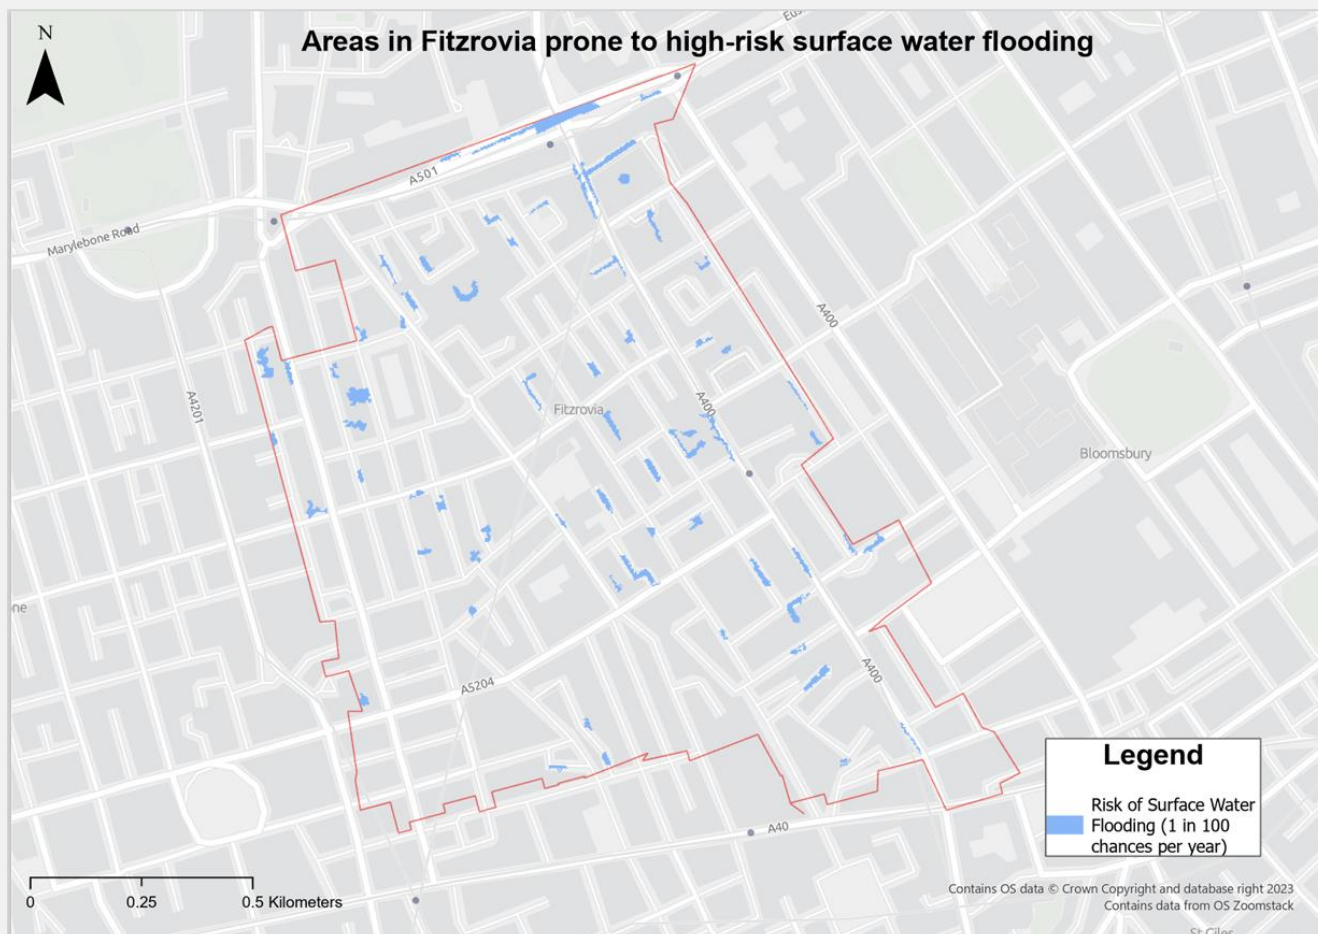 N
Areas in Fitzrovia prone to high-risk surface water flooding
A501
Marylebone Road
A400
A4201
A400
Fitzrovia
Bloomsbury
A400
A5204
A40
Legend
Risk of Surface Water
Flooding (1 in 100
chances per year)
0 0.25 0.5 Kilometers
Contains OS data © Crown Copyright and database right 2023
Contains data from OS Zoomstack